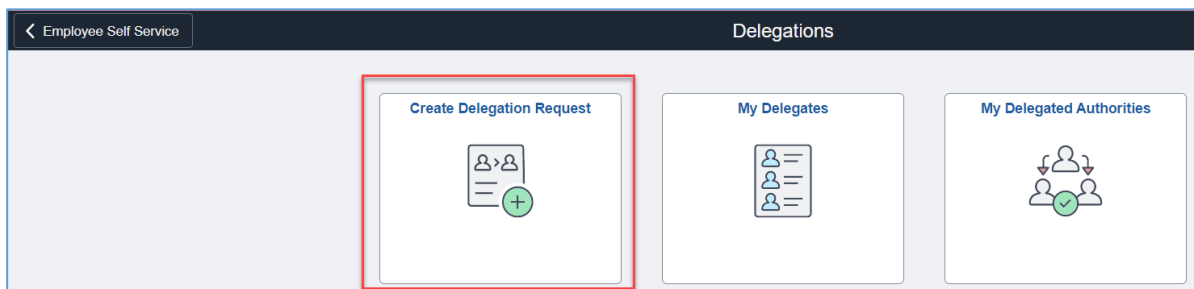 Employee Self Service
Delegations
Create Delegation Request
My Delegates
My Delegated Authorities